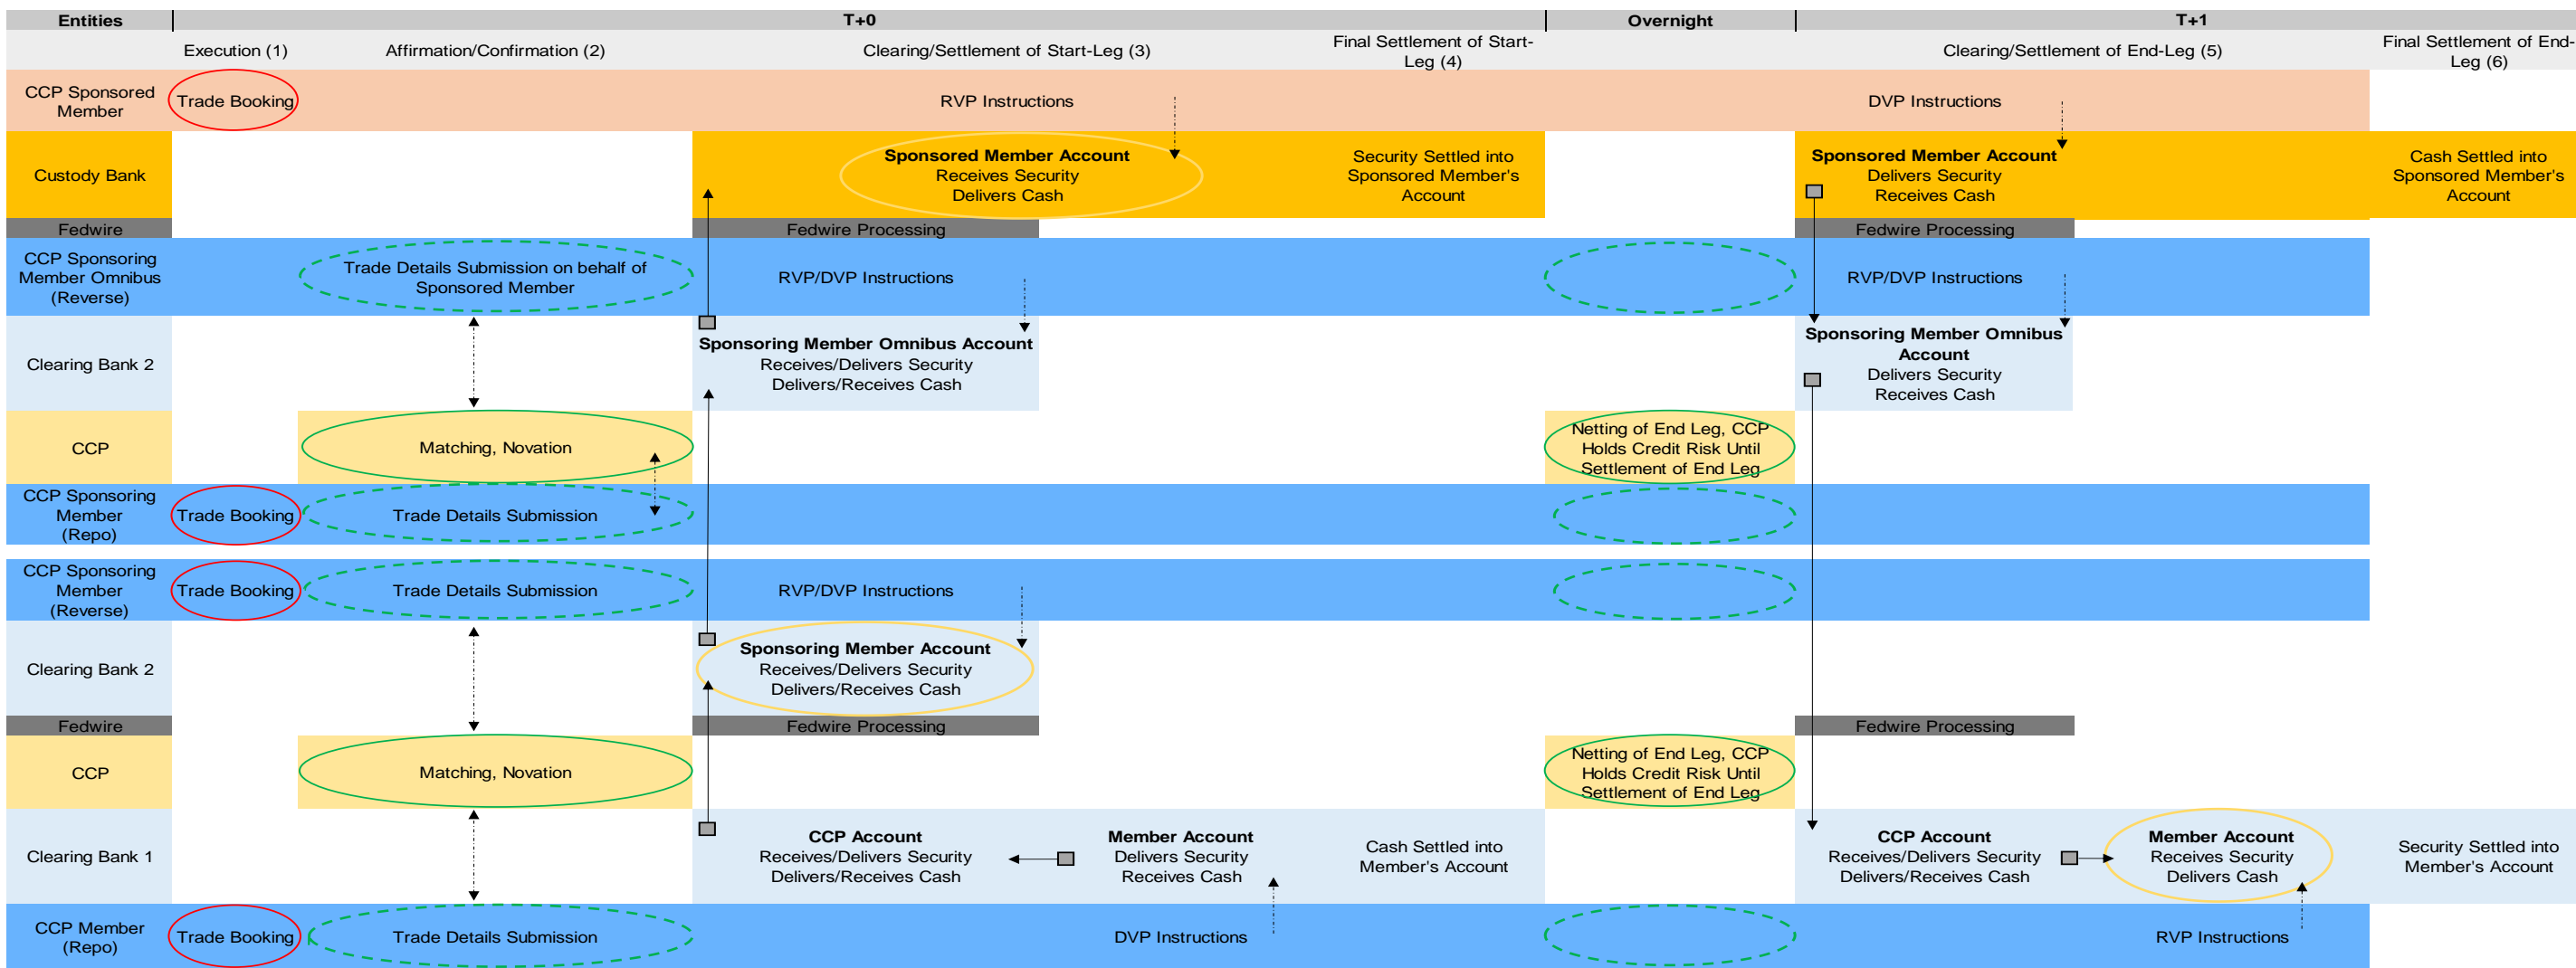 Entities
T+0
Overnight
T+1
Execution (1)
Affirmation/Confirmation (2)
Clearing/Settlement of Start-Leg (3)
Final Settlement of Start-
Leg (4)
Clearing/Settlement of End-Leg (5)
Final Settlement of End-
Leg (6)
CCP Sponsored
Member
Trade Booking
RVP Instructions
DVP Instructions
Custody Bank
Sponsored Member Account
Receives Security
Delivers Cash
Security Settled into
Sponsored Member's
Account
Sponsored Member Account
Delivers Security
Receives Cash
Cash Settled into
Sponsored Member's
Account
Fedwire
Fedwire Processing
Fedwire Processing
CCP Sponsoring
Member Omnibus
(Reverse)
Trade Details Submission on behalf of
Sponsored Member
RVP/DVP Instructions
RVP/DVP Instructions
Clearing Bank 2
Sponsoring Member Omnibus Account
Receives/Delivers Security
Delivers/Receives Cash
Sponsoring Member Omnibus
Account
Delivers Security
Receives Cash
CCP
Matching, Novation
Netting of End Leg, CCP
Holds Credit Risk Until
Settlement of End Leg
CCP Sponsoring
Member
(Repo)
Trade Booking
Trade Details Submission
CCP Sponsoring
Member
(Reverse)
Trade Booking
Trade Details Submission
RVP/DVP Instructions
Clearing Bank 2
Sponsoring Member Account
Receives/Delivers Security
Delivers/Receives Cash
Fedwire
Fedwire Processing
Fedwire Processing
CCP
Matching, Novation
Netting of End Leg, CCP
Holds Credit Risk Until
Settlement of End Leg
Clearing Bank 1
CCP Account
Receives/Delivers Security
Delivers/Receives Cash
Member Account
Delivers Security
Receives Cash
Cash Settled into
Member's Account
CCP Account
Receives/Delivers Security
Delivers/Receives Cash
Member Account
Receives Security
Delivers Cash
Security Settled into
Member's Account
CCP Member
(Repo)
Trade Booking
Trade Details Submission
DVP Instructions
RVP Instructions